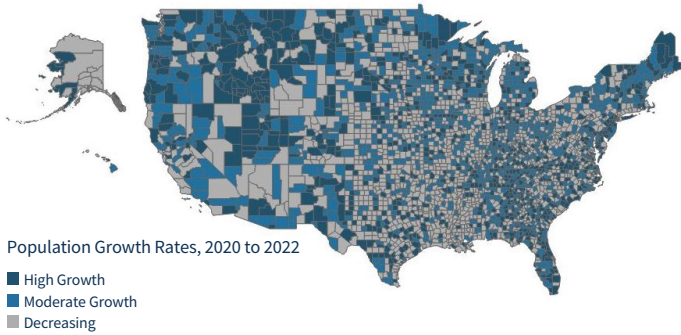 Population Growth Rates, 2020 to 2022
High Growth
Moderate Growth
Decreasing